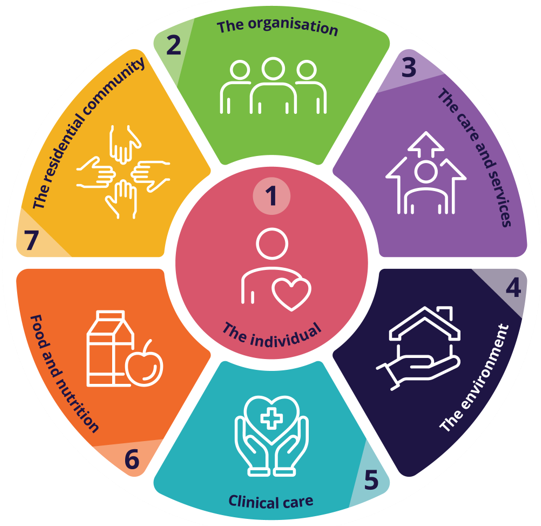 1
The individual
2
The organisation
3
The care and services
4
The environment
5
Clinical care
6
Food and nutrition
7
The residential community